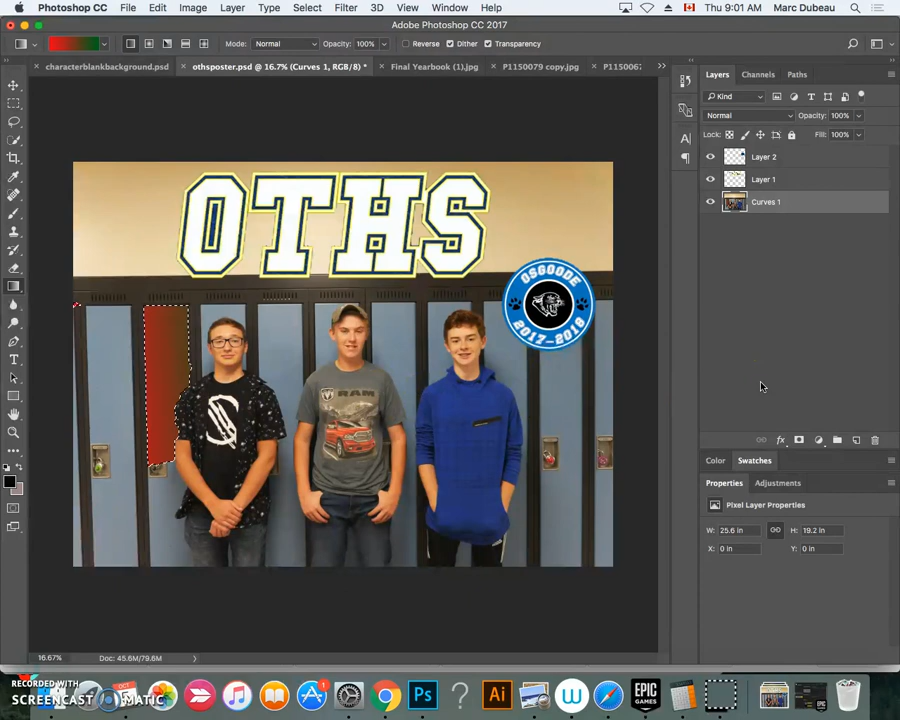 Photoshop CC File Edit Image Layer Type Select Filter 3D View Window Help Thu 9:01 AM Marc Dubeau
Adobe Photoshop CC 2017
Mode: Normal Opacity: 100% Reverse Dither Transparency
characterblankbackground.psd othsposter.psd @ 16.7% (Curves 1, RGB/8) * Final Yearbook (1).jpg P1150079 copy.jpg P1150067
Layers Channels Paths
Kind
Normal Opacity: 100%
Lock: Fill: 100%
Layer 2
Layer 1
Curves 1
OTHS
OSGOODE
2017-2018
RAM
Color Swatches
Properties Adjustments
Pixel Layer Properties
W: 25.6 in H: 19.2 in
X: 0 in Y: 0 in
16.67% Doc: 45.6M/79.6M
RECORDED WITH
SCREENCAST MATIC
OCT
1
Ps
?
Ai
W
EPIC
GAMES